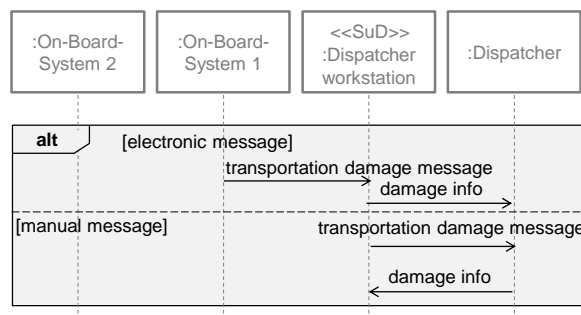 :On-Board-
System 2
:On-Board-
System 1
<<SuD>>
:Dispatcher
workstation
:Dispatcher
alt
[electronic message]
transportation damage message
damage info
[manual message]
transportation damage message
damage info